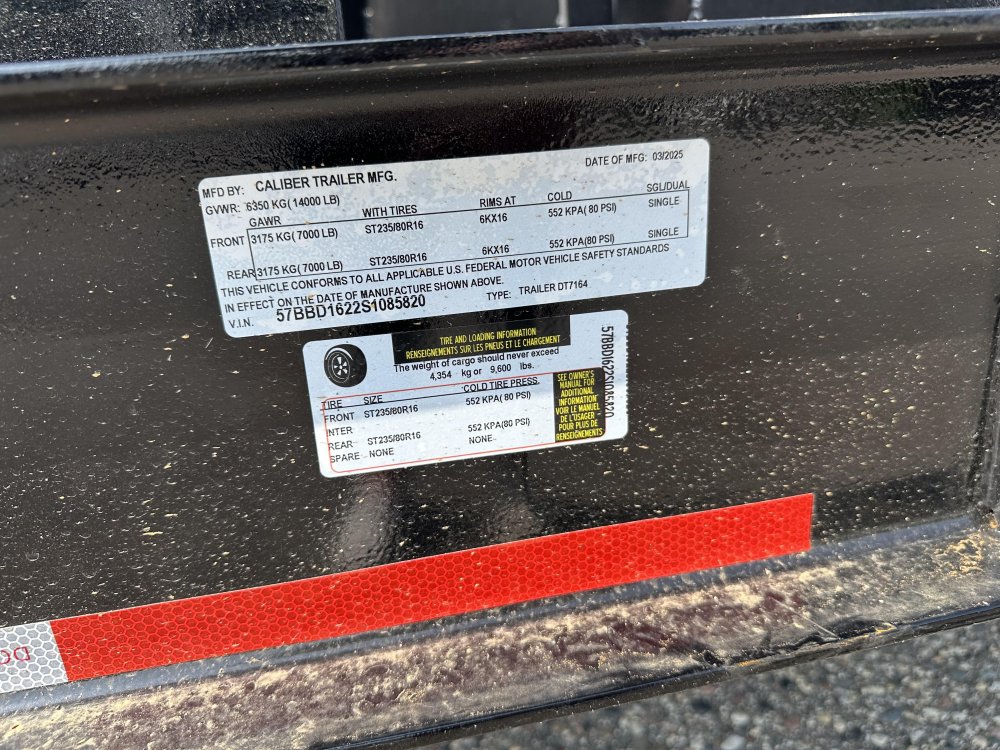 MFD BY: CALIBER TRAILER MFG. DATE OF MFG: 03/2025
GVWR: 6350 KG( 14000 LB)
GAWR WITH TIRES RIMS AT COLD SGL/DUAL
FRONT 3175 KG( 7000 LB) ST235/80R16 6KX16 552 KPA( 80 PSI) SINGLE
REAR 3175 KG( 7000 LB) ST235/80R16 6KX16 552 KPA(80 PSI) SINGLE
THIS VEHICLE CONFORMS TO ALL APPLICABLE U.S. FEDERAL MOTOR VEHICLE SAFETY STANDARDS
IN EFFECT ON THE DATE OF MANUFACTURE SHOWN ABOVE.
V.I.N. 57BBD1622S1085820 TYPE: TRAILER DT7164
TIRE AND LOADING INFORMATION
RENSEIGNEMENTS SUR LES PNEUS ET LE CHARGEMENT
The weight of cargo should never exceed
4,354 kg or 9,600 lbs.
TIRE SIZE COLD TIRE PRESS.
FRONT ST235/80R16 552 KPA( 80 PSI)
INTER
REAR ST235/80R16 552 KPA(80 PSI)
SPARE NONE NONE
SEE OWNER'S
MANUAL FOR
ADDITIONAL
INFORMATION
VOIR LE MANUEL
DE L'USAGER
POUR PLUS DE
RENSEIGNEMENTS
57BBD1622S1085820
DC